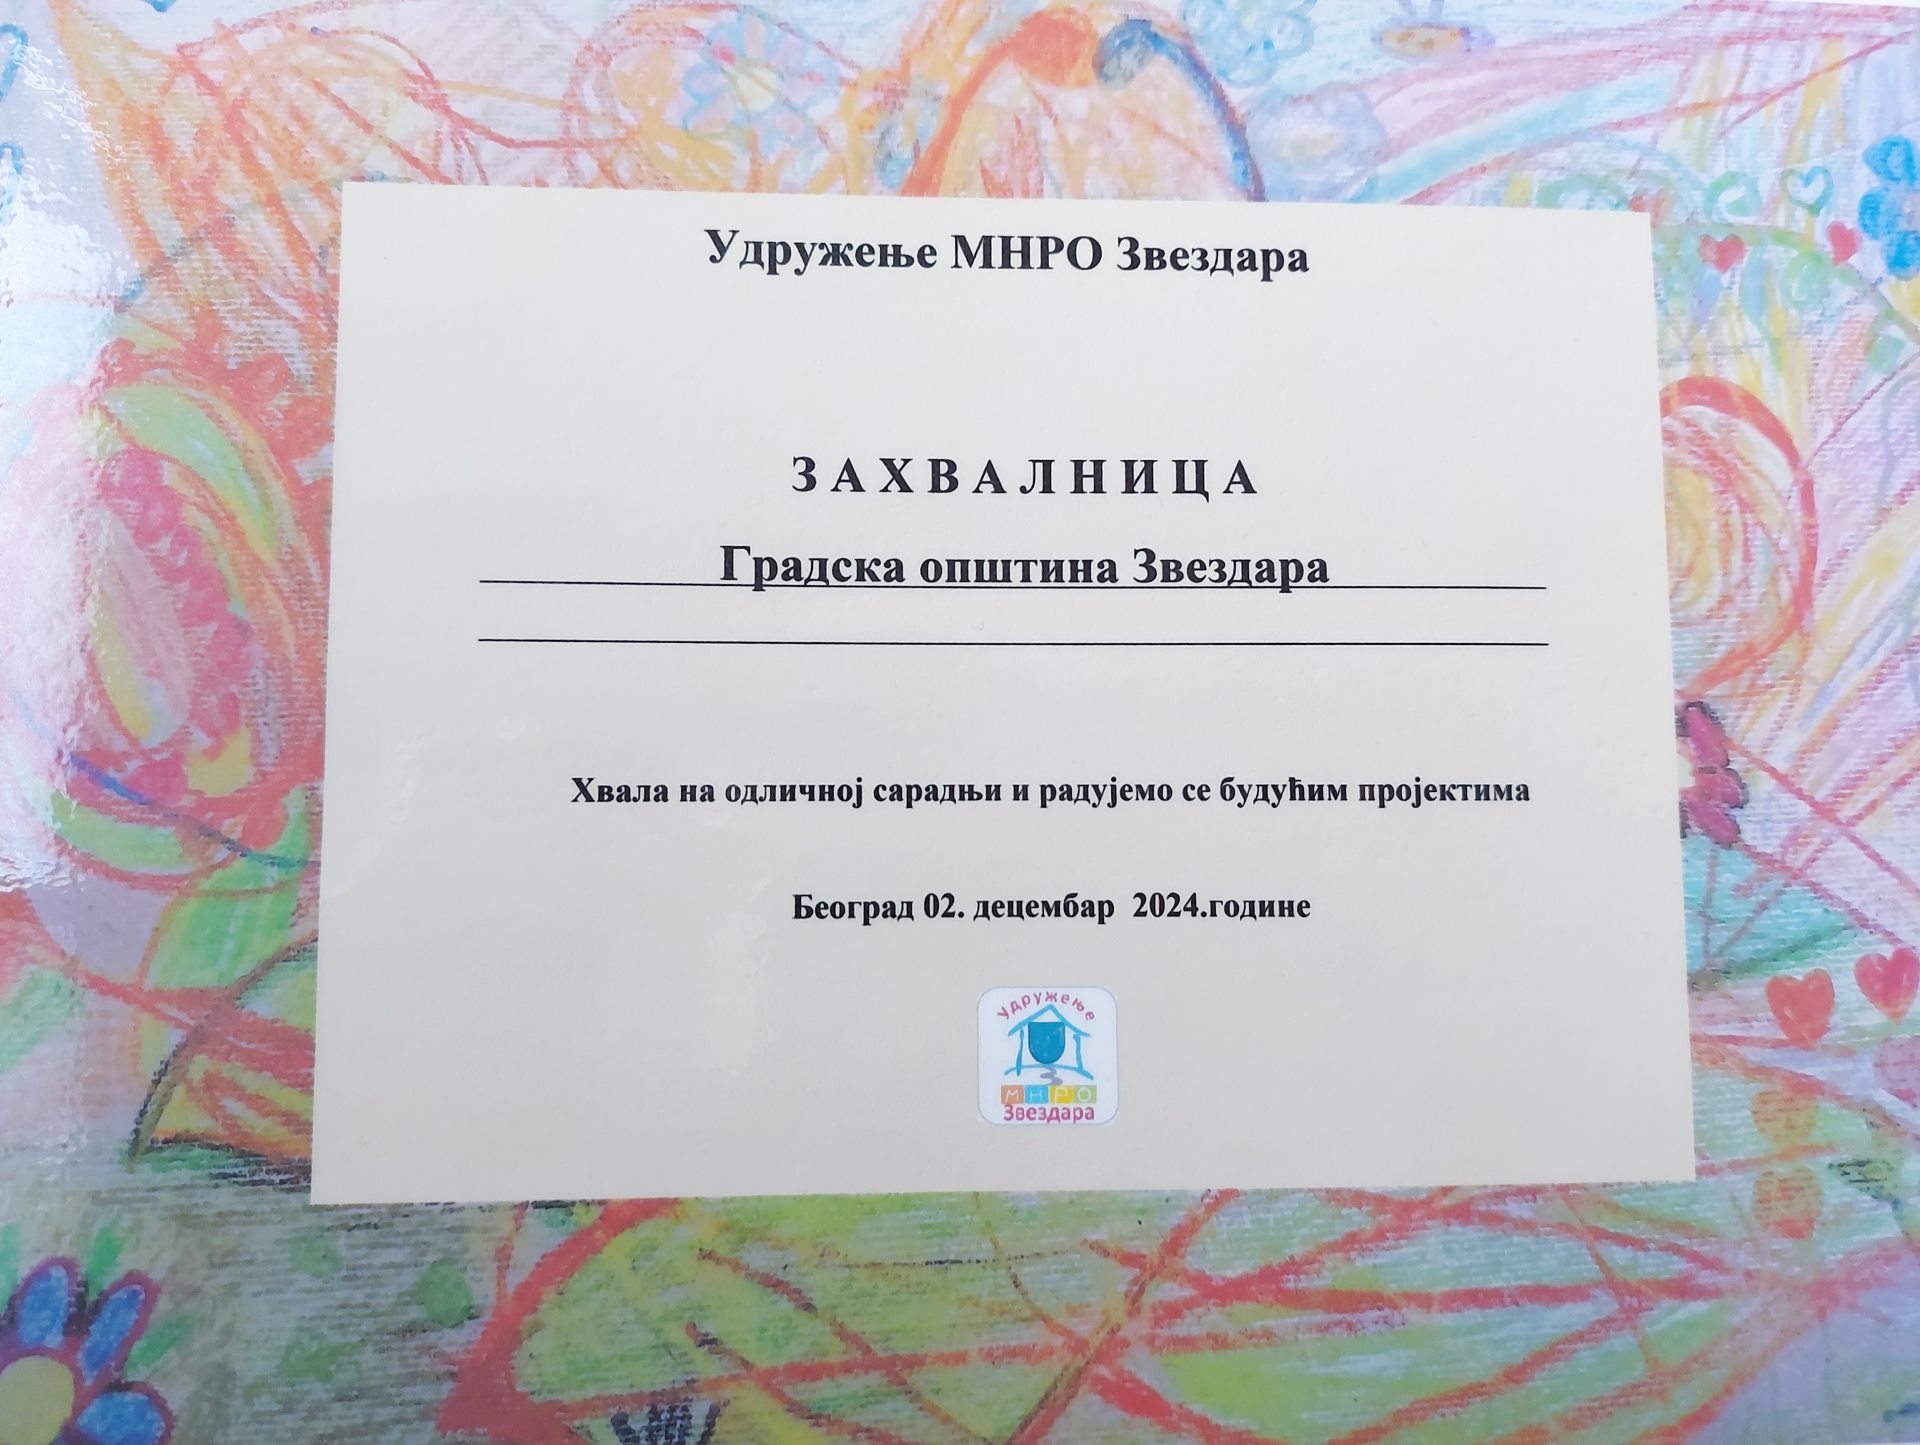 Удружење МНРО Звездара
ЗАХВАЛНИЦА
Градска општина Звездара
Хвала на одличној сарадњи и радујемо се будућим пројектима
Београд 02. децембар 2024.године
Удружење
МНРО
Звездара